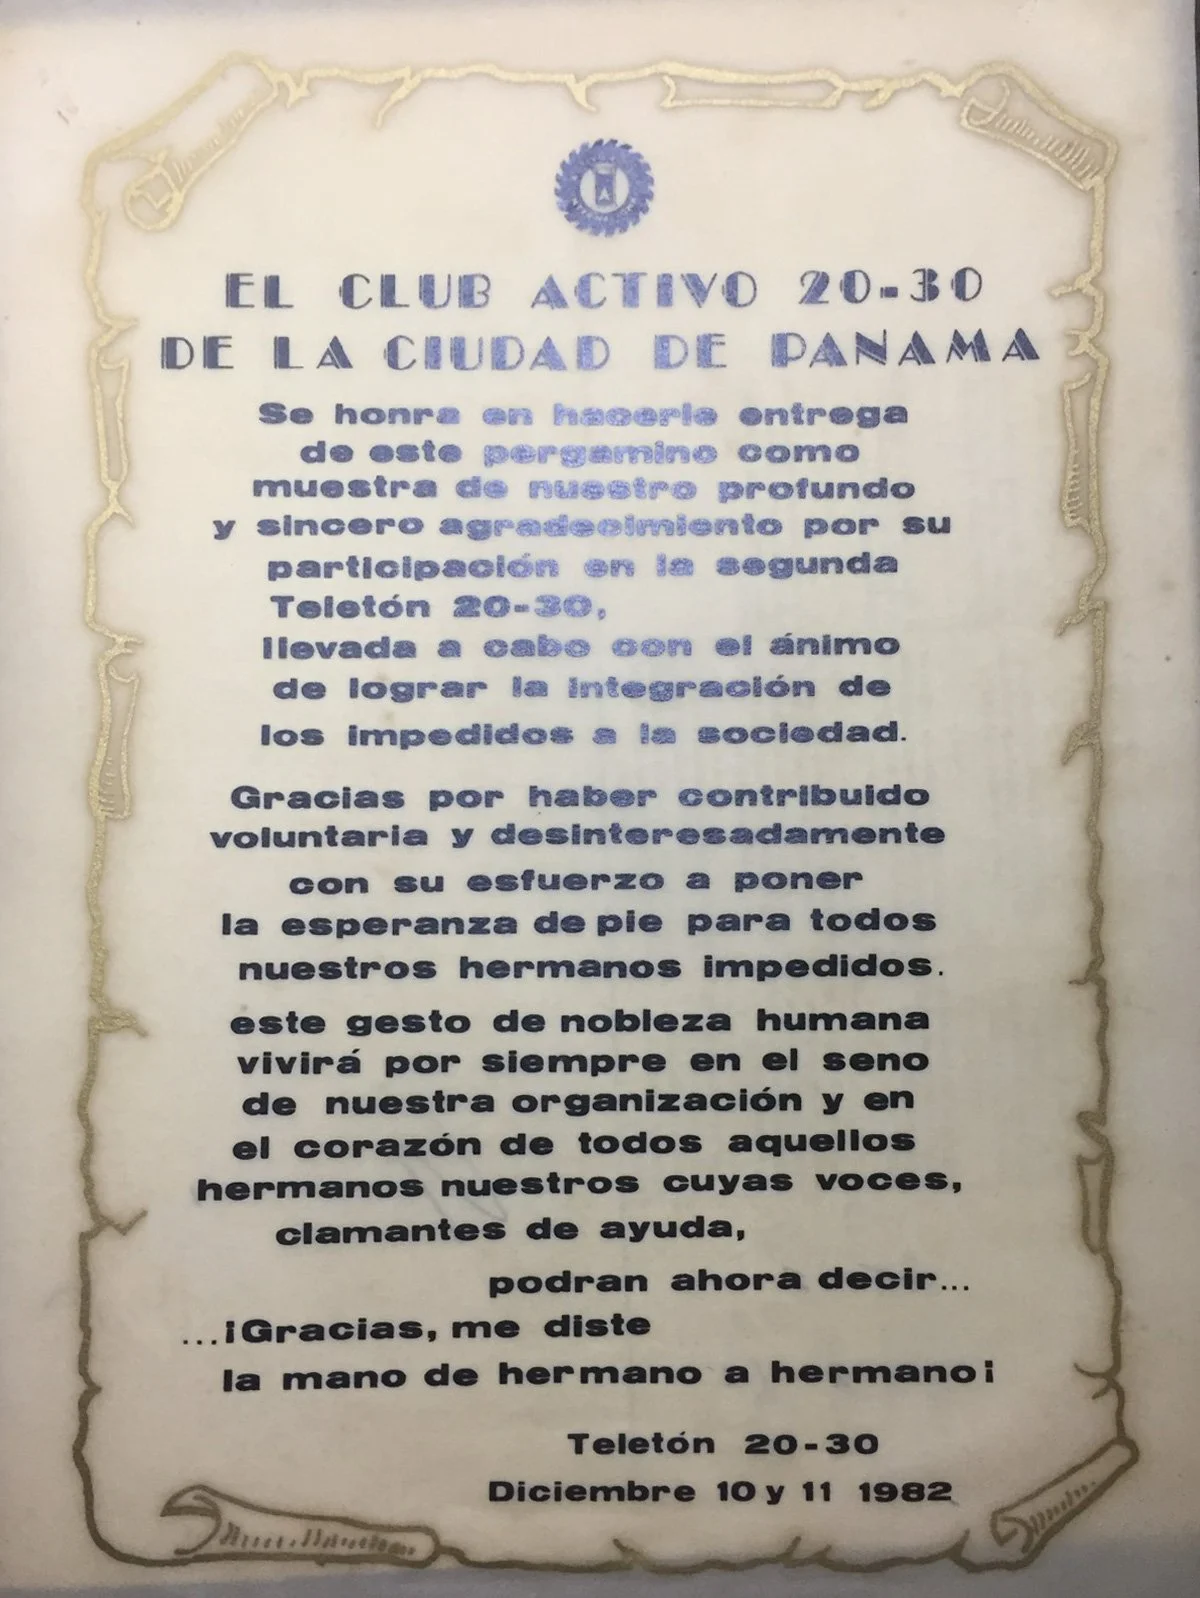 EL CLUB ACTIVO 20-30
DE LA CIUDAD DE PANAMA
Se honra en hacerle entrega
de este pergamino como
muestra de nuestro profundo
y sincero agradecimiento por su
participación en la segunda
Teletón 20-30,
llevada a cabo con el ánimo
de lograr la integración de
los impedidos a la sociedad.
Gracias por haber contribuido
voluntaria y desinteresadamente
con su esfuerzo a poner
la esperanza de pie para todos
nuestros hermanos impedidos.
este gesto de nobleza humana
vivirá por siempre en el seno
de nuestra organización y en
el corazón de todos aquellos
hermanos nuestros cuyas voces,
clamantes de ayuda,
podran ahora decir...
...¡Gracias, me diste
la mano de hermano a hermano¡
Teletón 20-30
Diciembre 10 y 11 1982